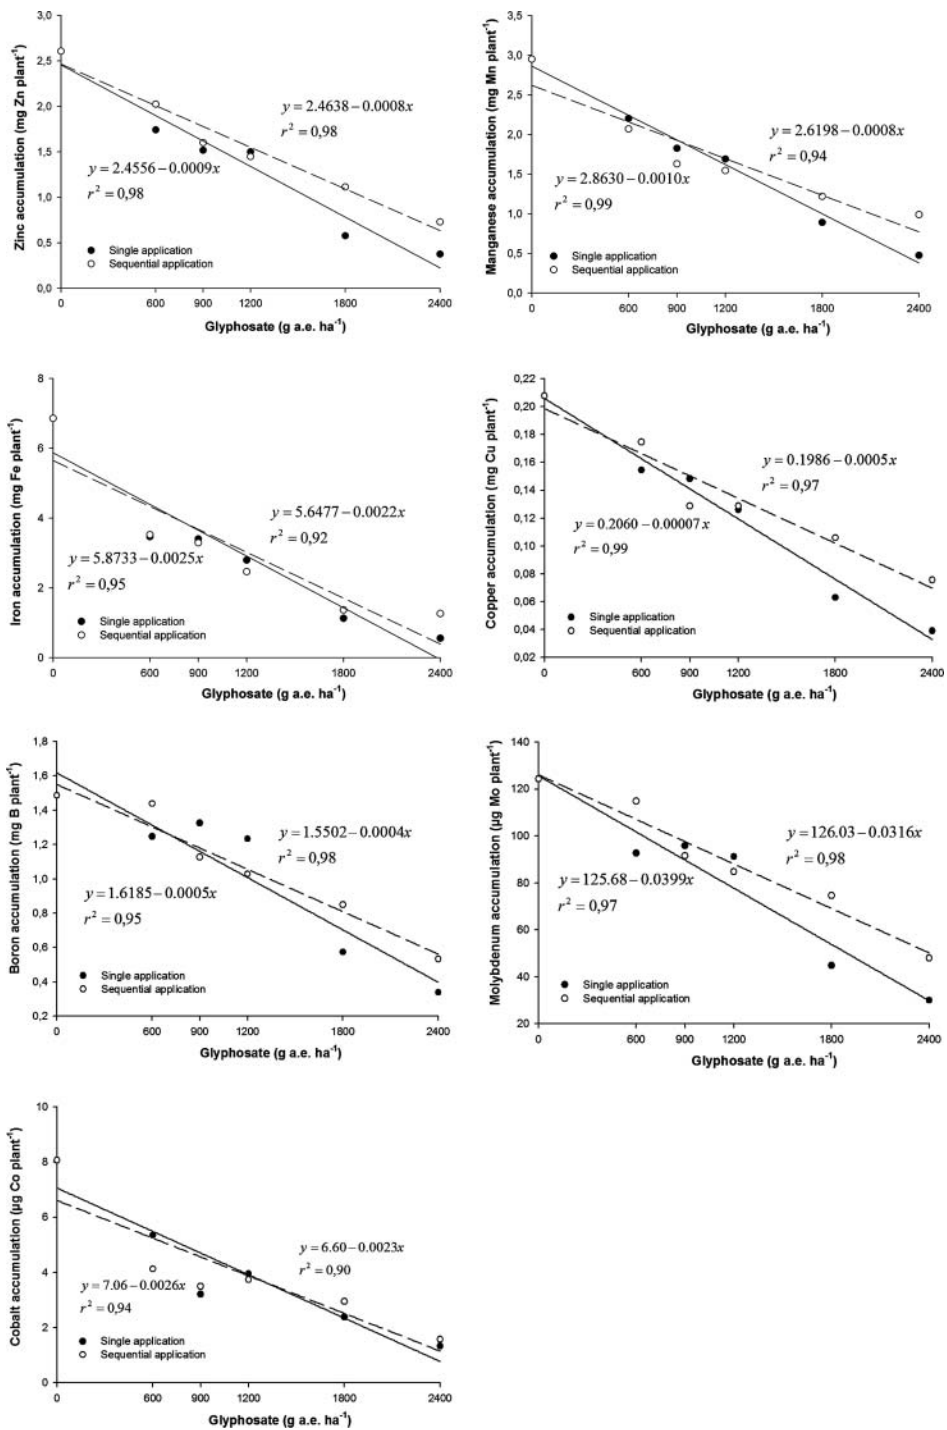 3,0
2,5
2,0
1,5
1,0
0,5
0,0
Zinc accumulation (mg Zn plant⁻¹)
y = 2.4638 – 0.0008x
r² = 0,98
y = 2.4556 – 0.0009x
r² = 0,98
Single application
Sequential application
0 600 900 1200 1800 2400
Glyphosate (g a.e. ha⁻¹)
3,5
3,0
2,5
2,0
1,5
1,0
0,5
0,0
Manganese accumulation (mg Mn plant⁻¹)
y = 2.6198 – 0.0008x
r² = 0,94
y = 2.8630 – 0.0010x
r² = 0,99
Single application
Sequential application
0 600 900 1200 1800 2400
Glyphosate (g a.e. ha⁻¹)
8
6
4
2
0
Iron accumulation (mg Fe plant⁻¹)
y = 5.6477 – 0.0022x
r² = 0,92
y = 5.8733 – 0.0025x
r² = 0,95
Single application
Sequential application
0 600 900 1200 1800 2400
Glyphosate (g a.e. ha⁻¹)
0,22
0,20
0,18
0,16
0,14
0,12
0,10
0,08
0,06
0,04
0,02
Copper accumulation (mg Cu plant⁻¹)
y = 0.1986 – 0.0005x
r² = 0,97
y = 0.2060 – 0.00007x
r² = 0,99
Single application
Sequential application
0 600 900 1200 1800 2400
Glyphosate (g a.e. ha⁻¹)
1,8
1,6
1,4
1,2
1,0
0,8
0,6
0,4
0,2
Boron accumulation (mg B plant⁻¹)
y = 1.5502 – 0.0004x
r² = 0,98
y = 1.6185 – 0.0005x
r² = 0,95
Single application
Sequential application
0 600 900 1200 1800 2400
Glyphosate (g a.e. ha⁻¹)
140
120
100
80
60
40
20
Molybdenum accumulation (µg Mo plant⁻¹)
y = 126.03 – 0.0316x
r² = 0,98
y = 125.68 – 0.0399x
r² = 0,97
Single application
Sequential application
0 600 900 1200 1800 2400
Glyphosate (g a.e. ha⁻¹)
10
8
6
4
2
0
Cobalt accumulation (µg Co plant⁻¹)
y = 6.60 – 0.0023x
r² = 0,90
y = 7.06 – 0.0026x
r² = 0,94
Single application
Sequential application
0 600 900 1200 1800 2400
Glyphosate (g a.e. ha⁻¹)